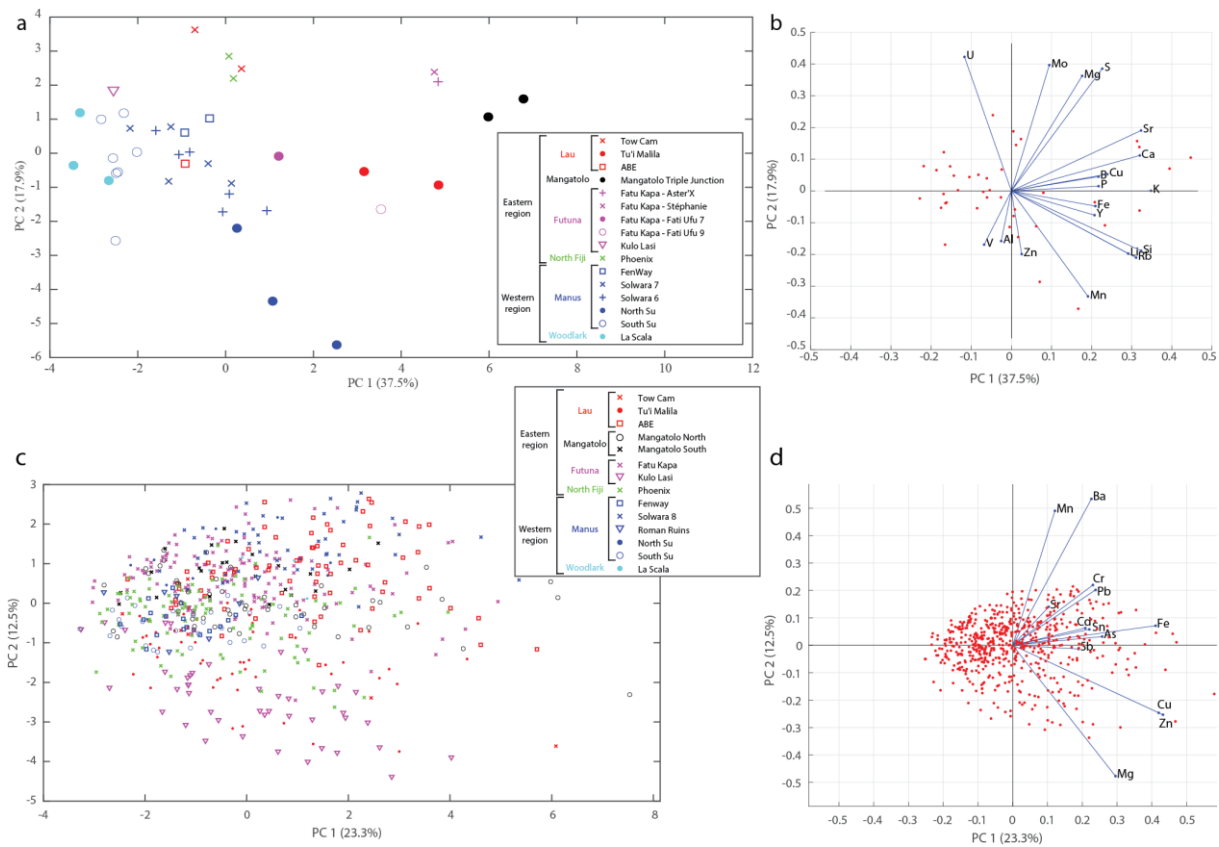 a
4
3
2
1
0
-1
-2
-3
-4
-5
-6
PC 2 (17.9%)
-4
-2
0
2
4
6
8
10
12
PC 1 (37.5%)
Eastern region
Lau
Tow Cam
Tu'i Malila
ABE
Mangatolo
Mangatolo Triple Junction
Futuna
Fatu Kapa - Aster'X
Fatu Kapa - Stéphanie
Fatu Kapa - Fati Ufu 7
Fatu Kapa - Fati Ufu 9
Kulo Lasi
North Fiji
Phoenix
Western region
Manus
FenWay
Solwara 7
Solwara 6
North Su
South Su
Woodlark
La Scala
b
0.5
0.4
0.3
0.2
0.1
0
-0.1
-0.2
-0.3
-0.4
-0.5
PC 2 (17.9%)
U
Mo
S
Mg
Sr
Ca
Cu
B
P
K
Fe
Y
V
Al
Zn
Si
Li
Rb
Mn
-0.5
-0.4
-0.3
-0.2
-0.1
0
0.1
0.2
0.3
0.4
0.5
PC 1 (37.5%)
Eastern region
Lau
Tow Cam
Tu'i Malila
ABE
Mangatolo
Mangatolo North
Mangatolo South
Futuna
Fatu Kapa
Kulo Lasi
North Fiji
Phoenix
Western region
Manus
Fenway
Solwara 8
Roman Ruins
North Su
South Su
Woodlark
La Scala
c
3
2
1
0
-1
-2
-3
-4
-5
PC 2 (12.5%)
-4
-2
0
2
4
6
8
PC 1 (23.3%)
d
0.5
0.4
0.3
0.2
0.1
0
-0.1
-0.2
-0.3
-0.4
-0.5
PC 2 (12.5%)
Ba
Mn
Cr
Pb
Sr
Cd
Sn
Fe
As
Sb
Cu
Zn
Mg
-0.5
-0.4
-0.3
-0.2
-0.1
0
0.1
0.2
0.3
0.4
0.5
0.6
PC 1 (23.3%)